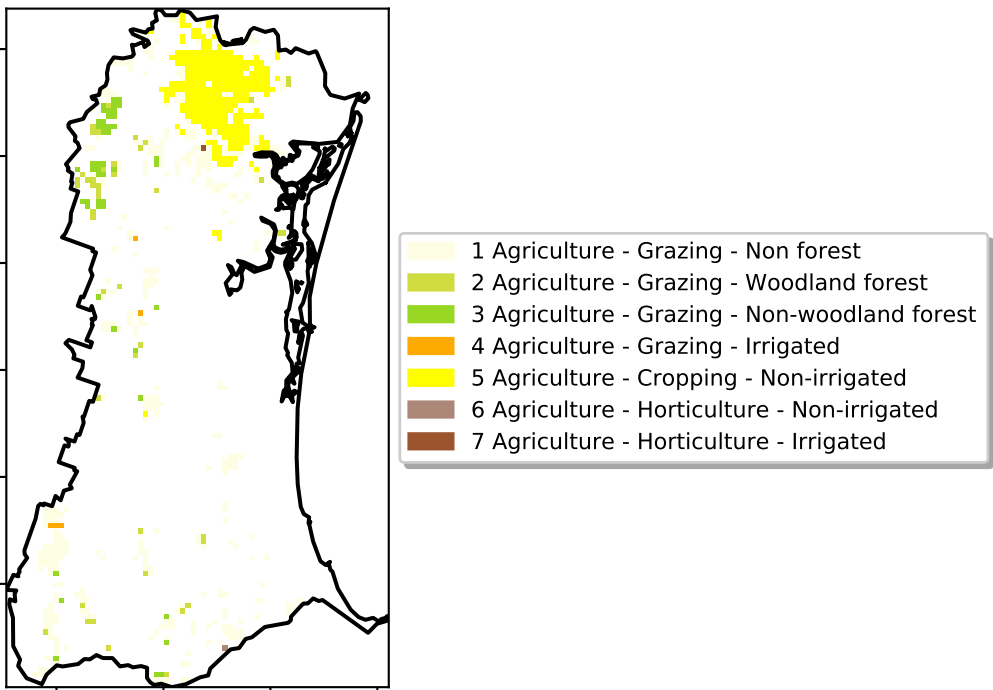 1 Agriculture - Grazing - Non forest
2 Agriculture - Grazing - Woodland forest
3 Agriculture - Grazing - Non-woodland forest
4 Agriculture - Grazing - Irrigated
5 Agriculture - Cropping - Non-irrigated
6 Agriculture - Horticulture - Non-irrigated
7 Agriculture - Horticulture - Irrigated